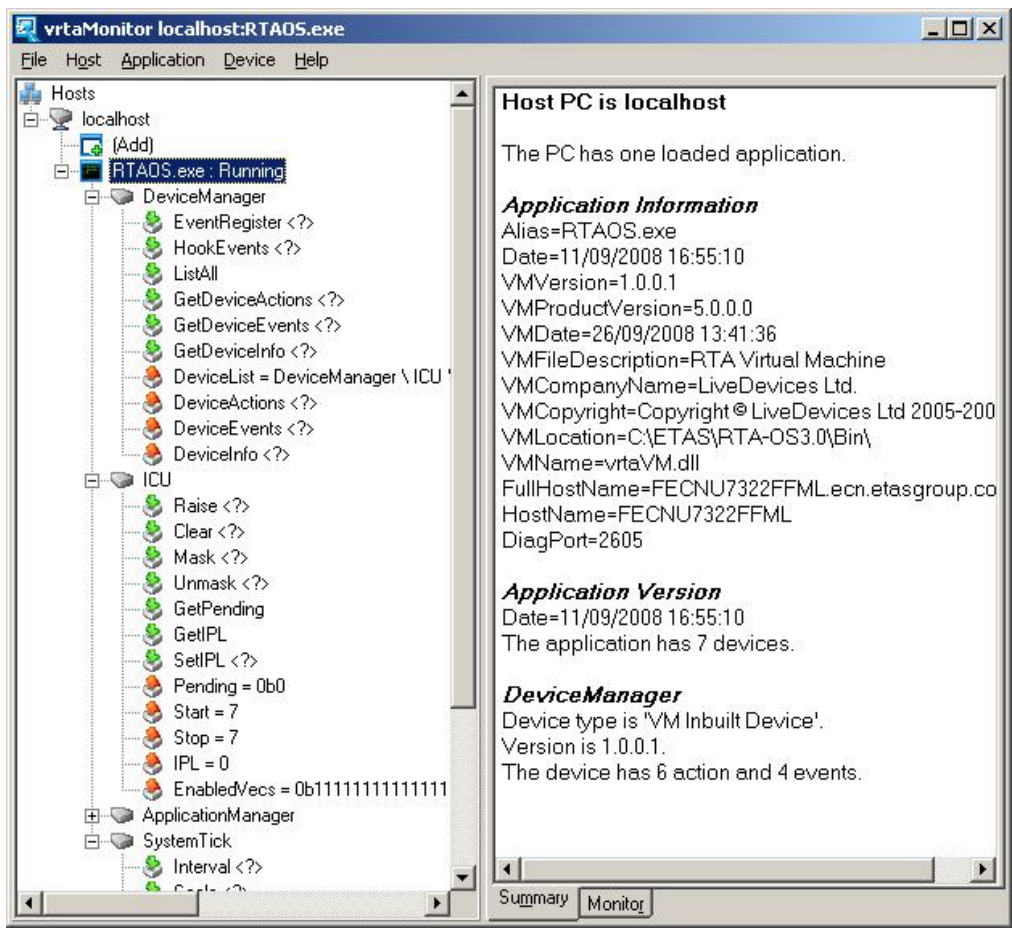 vrtaMonitor localhost:RTAOS.exe
File Host Application Device Help
Hosts
localhost
(Add)
RTAOS.exe : Running
DeviceManager
EventRegister <?>
HookEvents <?>
ListAll
GetDeviceActions <?>
GetDeviceEvents <?>
GetDeviceInfo <?>
DeviceList = DeviceManager \ ICU '
DeviceActions <?>
DeviceEvents <?>
DeviceInfo <?>
ICU
Raise <?>
Clear <?>
Mask <?>
Unmask <?>
GetPending
GetIPL
SetIPL <?>
Pending = 0b0
Start = 7
Stop = 7
IPL = 0
EnabledVecs = 0b11111111111111
ApplicationManager
SystemTick
Interval <?>
Host PC is localhost
The PC has one loaded application.
Application Information
Alias=RTAOS.exe
Date=11/09/2008 16:55:10
VMVersion=1.0.0.1
VMProductVersion=5.0.0.0
VMDate=26/09/2008 13:41:36
VMFileDescription=RTA Virtual Machine
VMCompanyName=LiveDevices Ltd.
VMCopyright=Copyright © LiveDevices Ltd 2005-200
VMLocation=C:\ETAS\RTA-OS3.0\Bin\
VMName=vrtaVM.dll
FullHostName=FECNU7322FFML.ecn.etasgroup.co
HostName=FECNU7322FFML
DiagPort=2605
Application Version
Date=11/09/2008 16:55:10
The application has 7 devices.
DeviceManager
Device type is 'VM Inbuilt Device'.
Version is 1.0.0.1.
The device has 6 action and 4 events.
Summary Monitor